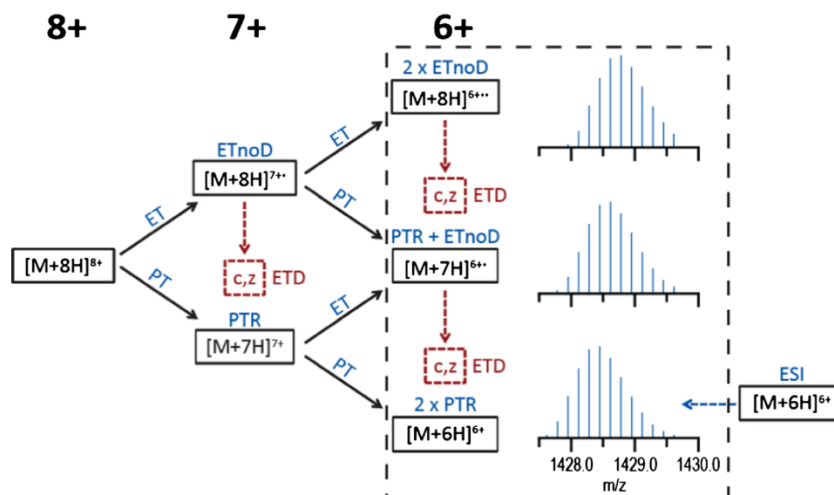 8+ 7+ 6+
2 x ETnoD
[M+8H]⁶⁺••
ET
ETnoD
[M+8H]⁷⁺•
c,z ETD
PT
PTR + ETnoD
ET
[M+8H]⁸⁺
c,z ETD
[M+7H]⁶⁺•
PT
PTR
ET
[M+7H]⁷⁺
c,z ETD
ESI
PT
2 x PTR
[M+6H]⁶⁺
[M+6H]⁶⁺
1428.0 1429.0 1430.0
m/z